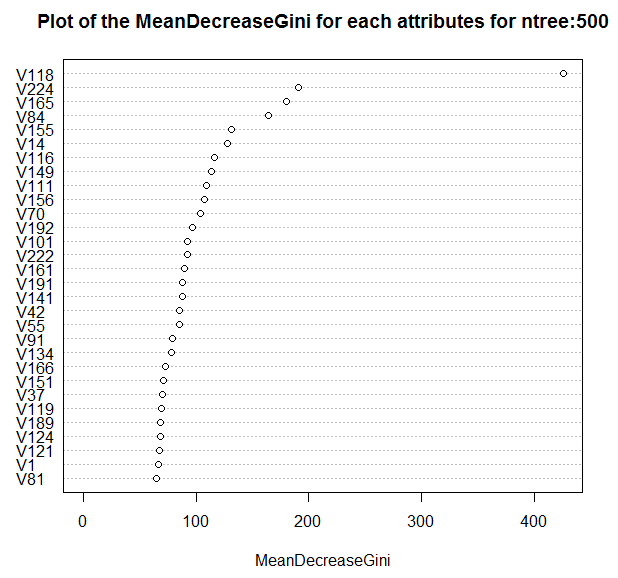 Plot of the MeanDecreaseGini for each attributes for ntree:500
V118
V224
V165
V84
V155
V14
V116
V149
V111
V156
V70
V192
V101
V222
V161
V191
V141
V42
V55
V91
V134
V166
V151
V37
V119
V189
V124
V121
V1
V81
0 100 200 300 400
MeanDecreaseGini